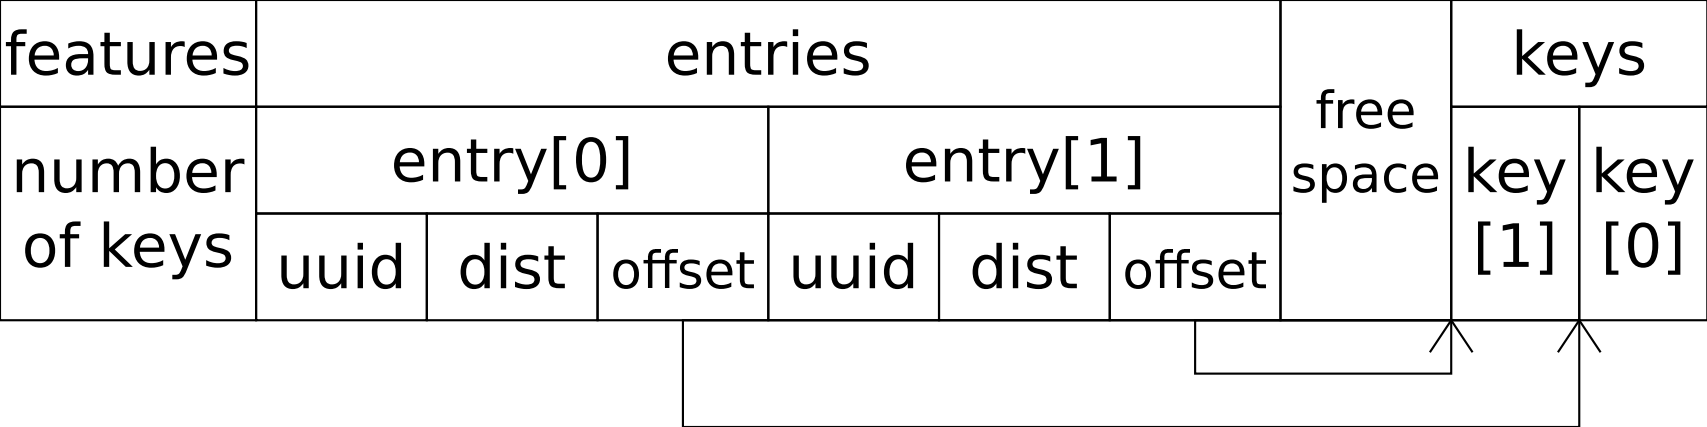 features
entries
free
space
keys
number
of keys
entry[0]
entry[1]
key
[1]
key
[0]
uuid
dist
offset
uuid
dist
offset